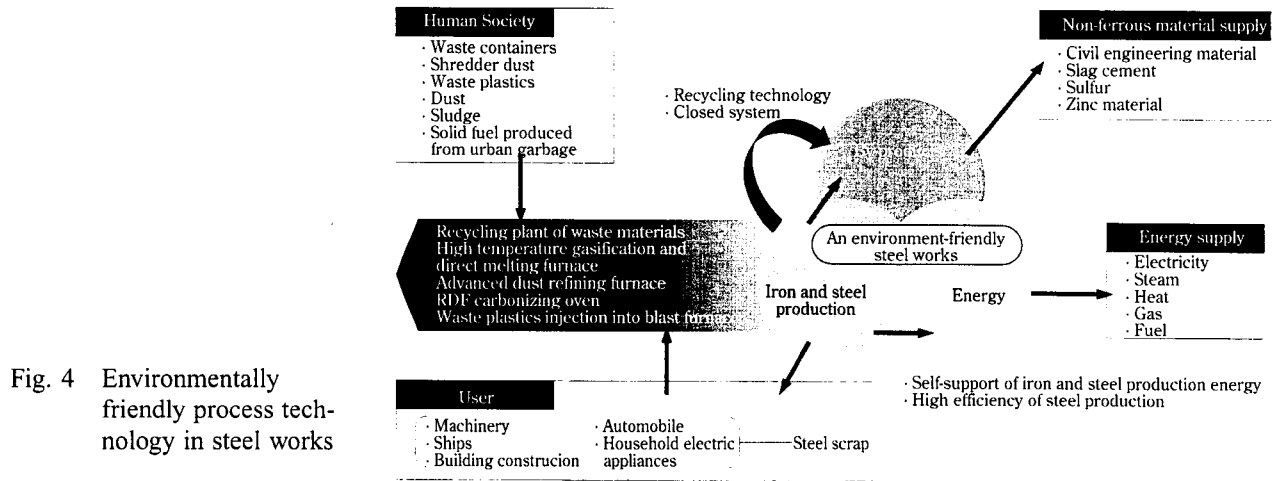 Human Society
· Waste containers
· Shredder dust
· Waste plastics
· Dust
· Sludge
· Solid fuel produced
from urban garbage
Non-ferrous material supply
· Civil engineering material
· Slag cement
· Sulfur
· Zinc material
· Recycling technology
· Closed system
Recycling plant of waste materials
High temperature gasification and
direct melting furnace
Advanced dust refining furnace
RDF carbonizing oven
Waste plastics injection into blast furnace
An environment-friendly
steel works
Iron and steel
production
Energy
Energy supply
· Electricity
· Steam
· Heat
· Gas
· Fuel
· Self-support of iron and steel production energy
· High efficiency of steel production
User
· Machinery
· Ships
· Building construcion
· Automobile
· Household electric
appliances
Steel scrap
Fig. 4 Environmentally
friendly process tech-
nology in steel works